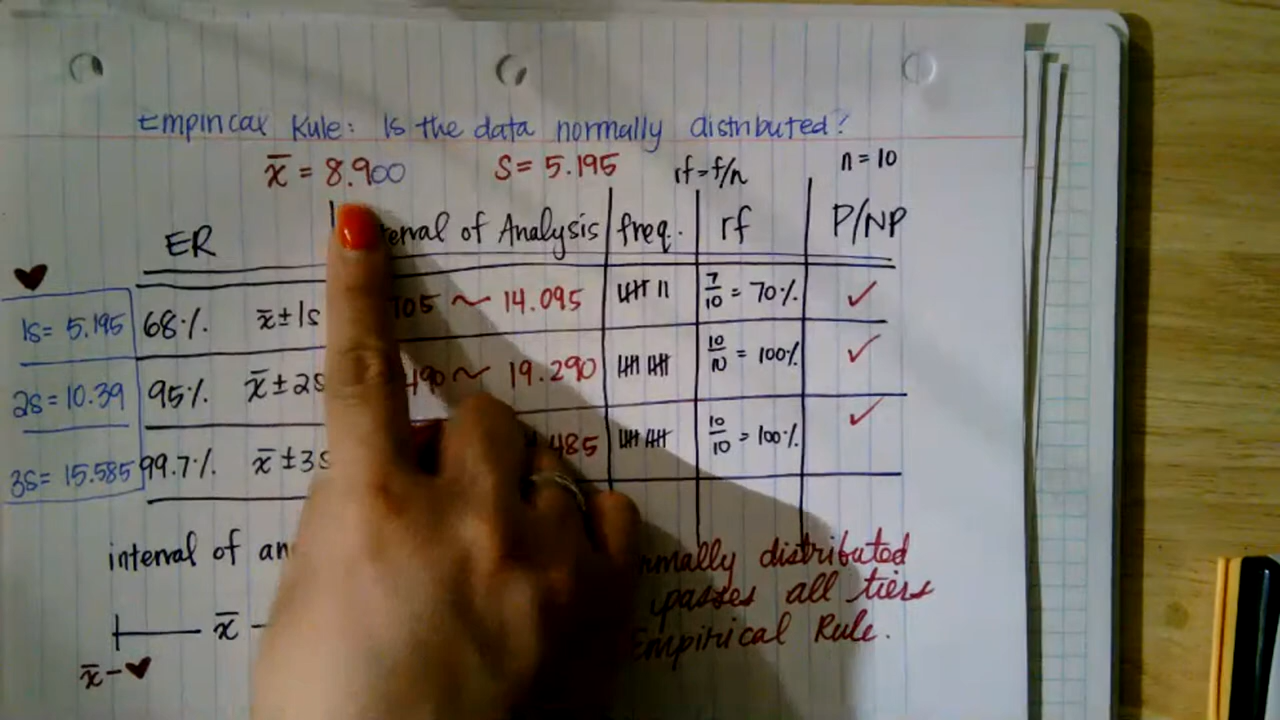 Empirical Rule: Is the data normally distributed?
x̄ = 8.900 S = 5.195 rf = f/n n = 10
ER of Analysis freq. rf P/NP
♥
1S = 5.195 68% x̄ ± 1s 705 ~ 14.095 𝍸 || 7/10 = 70% ✓
2S = 10.39 95% x̄ ± 2s 490 ~ 19.290 𝍸 𝍸 10/10 = 100% ✓
3S = 15.585 99.7% x̄ ± 3s 485 𝍸 𝍸 10/10 = 100% ✓
interval of
distributed
passes all tiers
Empirical Rule.
x̄
x̄ - ♥